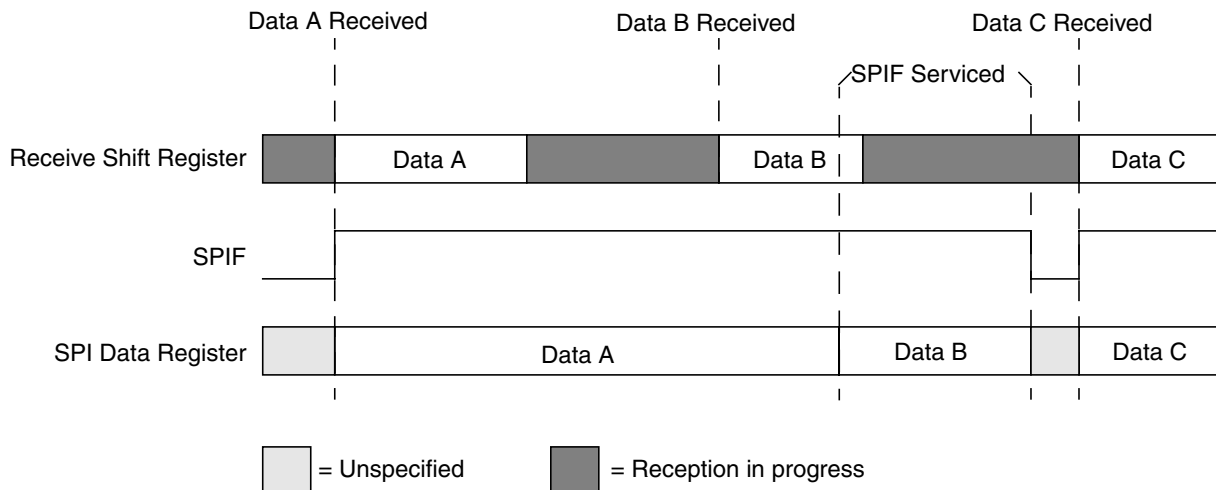 Data A Received
Data B Received
Data C Received
SPIF Serviced
Receive Shift Register
Data A
Data B
Data C
SPIF
SPI Data Register
Data A
Data B
Data C
= Unspecified
= Reception in progress